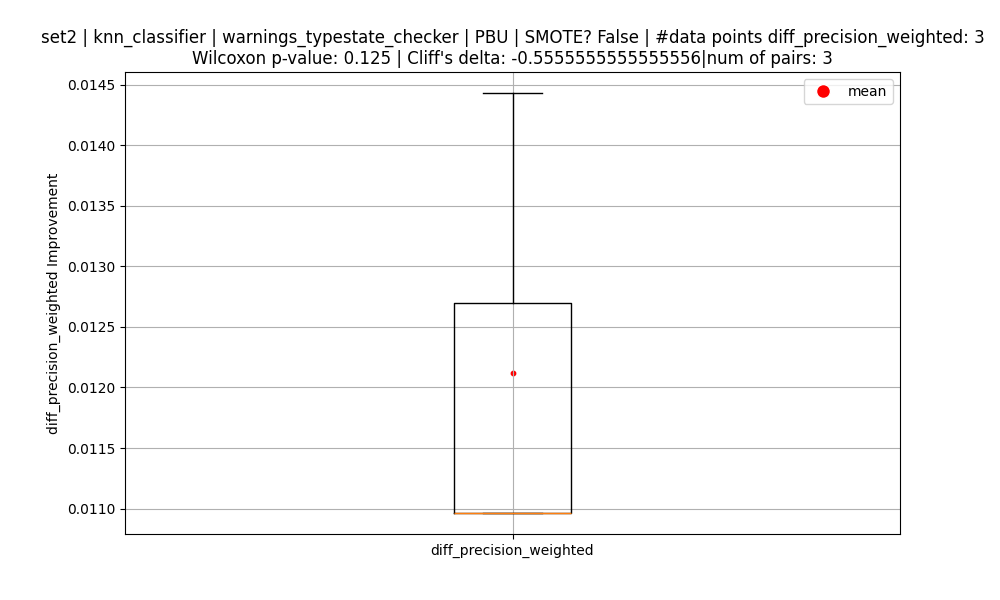 set2 | knn_classifier | warnings_typestate_checker | PBU | SMOTE? False | #data points diff_precision_weighted: 3
Wilcoxon p-value: 0.125 | Cliff's delta: -0.5555555555555556|num of pairs: 3
mean
diff_precision_weighted Improvement
0.0145
0.0140
0.0135
0.0130
0.0125
0.0120
0.0115
0.0110
diff_precision_weighted